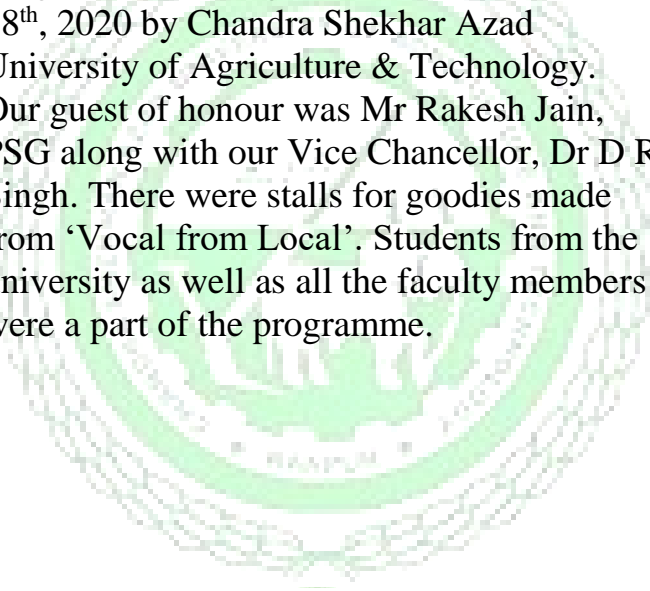 8th, 2020 by Chandra Shekhar Azad
University of Agriculture & Technology.
Our guest of honour was Mr Rakesh Jain,
PSG along with our Vice Chancellor, Dr D R
Singh. There were stalls for goodies made
from ‘Vocal from Local’. Students from the
university as well as all the faculty members
were a part of the programme.
KANPUR